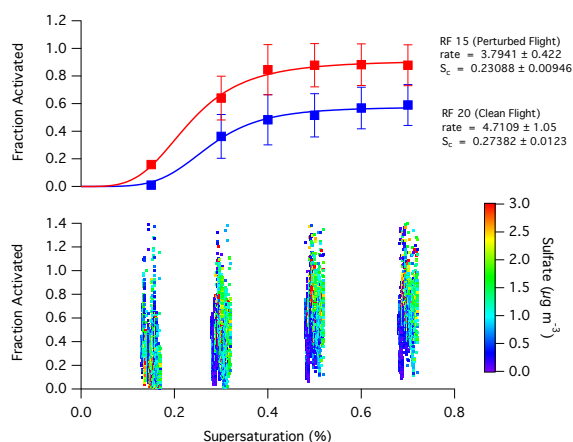 1.4
1.2
1.0
0.8
0.6
0.4
0.2
0.0
Fraction Activated
RF 15 (Perturbed Flight)
rate = 3.7941 ± 0.422
S_c = 0.23088 ± 0.00946
RF 20 (Clean Flight)
rate = 4.7109 ± 1.05
S_c = 0.27382 ± 0.0123
1.4
1.2
1.0
0.8
0.6
0.4
0.2
0.0
Fraction Activated
0.0 0.2 0.4 0.6 0.8
Supersaturation (%)
3.0
2.5
2.0
1.5
1.0
0.5
0.0
Sulfate (μg m⁻³)